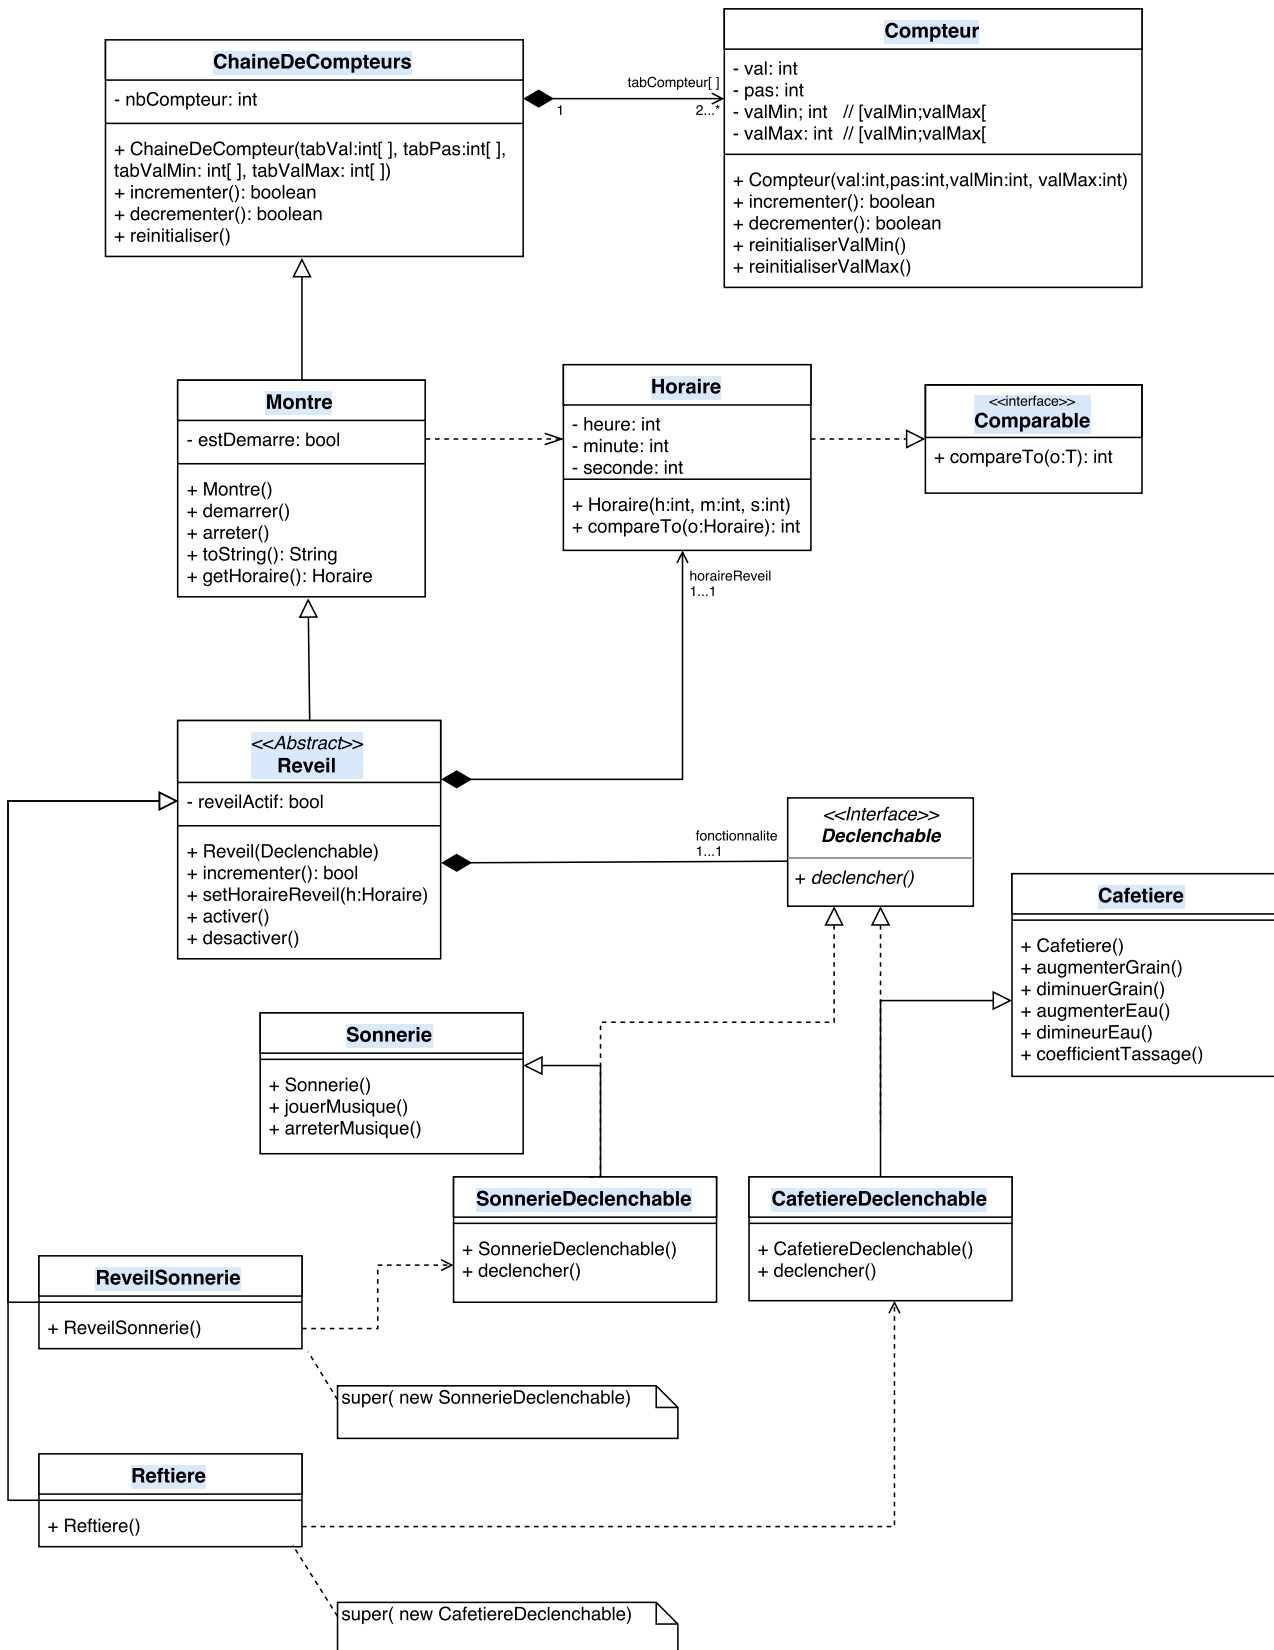 ChaineDeCompteurs
- nbCompteur: int
+ ChaineDeCompteur(tabVal:int[ ], tabPas:int[ ],
tabValMin: int[ ], tabValMax: int[ ])
+ incrementer(): boolean
+ decrementer(): boolean
+ reinitialiser()
1
tabCompteur[ ]
2...*
Compteur
- val: int
- pas: int
- valMin; int // [valMin;valMax[
- valMax: int // [valMin;valMax[
+ Compteur(val:int,pas:int,valMin:int, valMax:int)
+ incrementer(): boolean
+ decrementer(): boolean
+ reinitialiserValMin()
+ reinitialiserValMax()
Montre
- estDemarre: bool
+ Montre()
+ demarrer()
+ arreter()
+ toString(): String
+ getHoraire(): Horaire
Horaire
- heure: int
- minute: int
- seconde: int
+ Horaire(h:int, m:int, s:int)
+ compareTo(o:Horaire): int
<<interface>>
Comparable
+ compareTo(o:T): int
horaireReveil
1...1
<<Abstract>>
Reveil
- reveilActif: bool
+ Reveil(Declenchable)
+ incrementer(): bool
+ setHoraireReveil(h:Horaire)
+ activer()
+ desactiver()
fonctionnalite
1...1
<<Interface>>
Declenchable
+ declencher()
Cafetiere
+ Cafetiere()
+ augmenterGrain()
+ diminuerGrain()
+ augmenterEau()
+ dimineurEau()
+ coefficientTassage()
Sonnerie
+ Sonnerie()
+ jouerMusique()
+ arreterMusique()
SonnerieDeclenchable
+ SonnerieDeclenchable()
+ declencher()
CafetiereDeclenchable
+ CafetiereDeclenchable()
+ declencher()
ReveilSonnerie
+ ReveilSonnerie()
super( new SonnerieDeclenchable)
Reftiere
+ Reftiere()
super( new CafetiereDeclenchable)